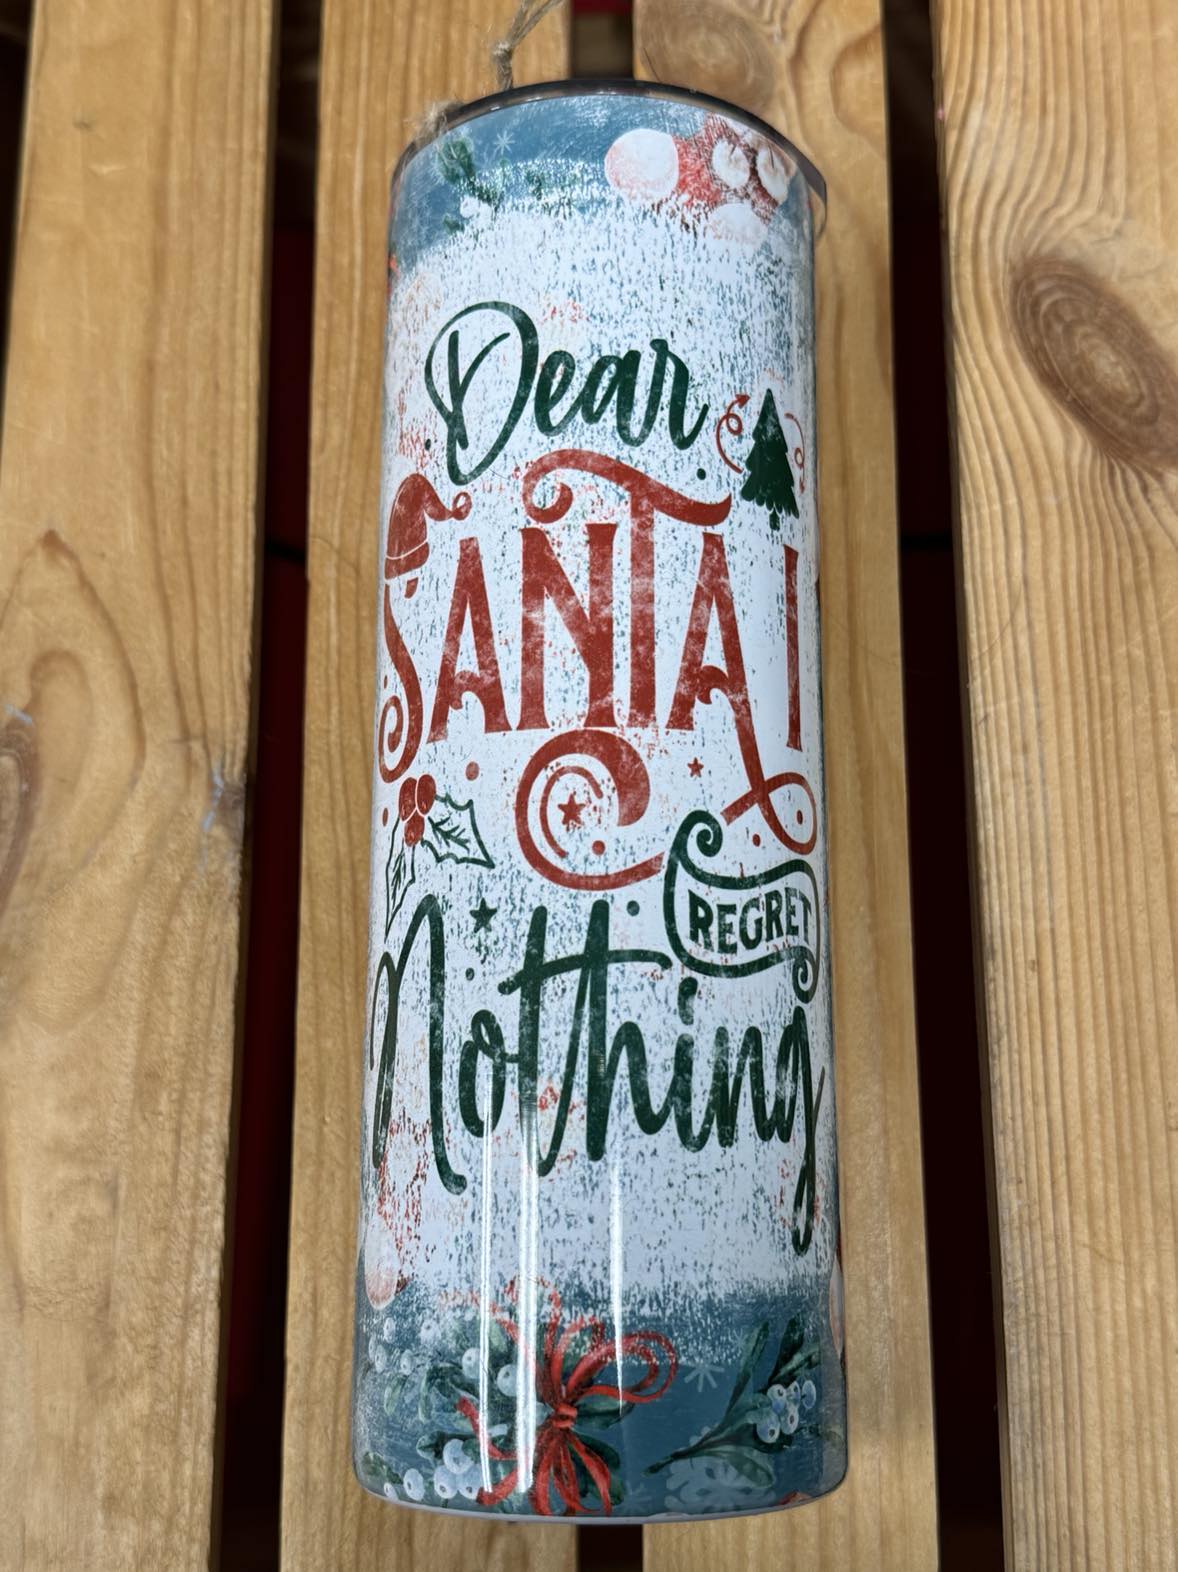 Dear
SANTA I
REGRET
Nothing